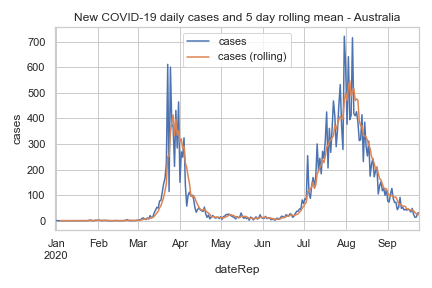 New COVID-19 daily cases and 5 day rolling mean - Australia
cases
cases (rolling)
700
600
500
400
300
200
100
0
cases
Jan Feb Mar Apr May Jun Jul Aug Sep
2020
dateRep